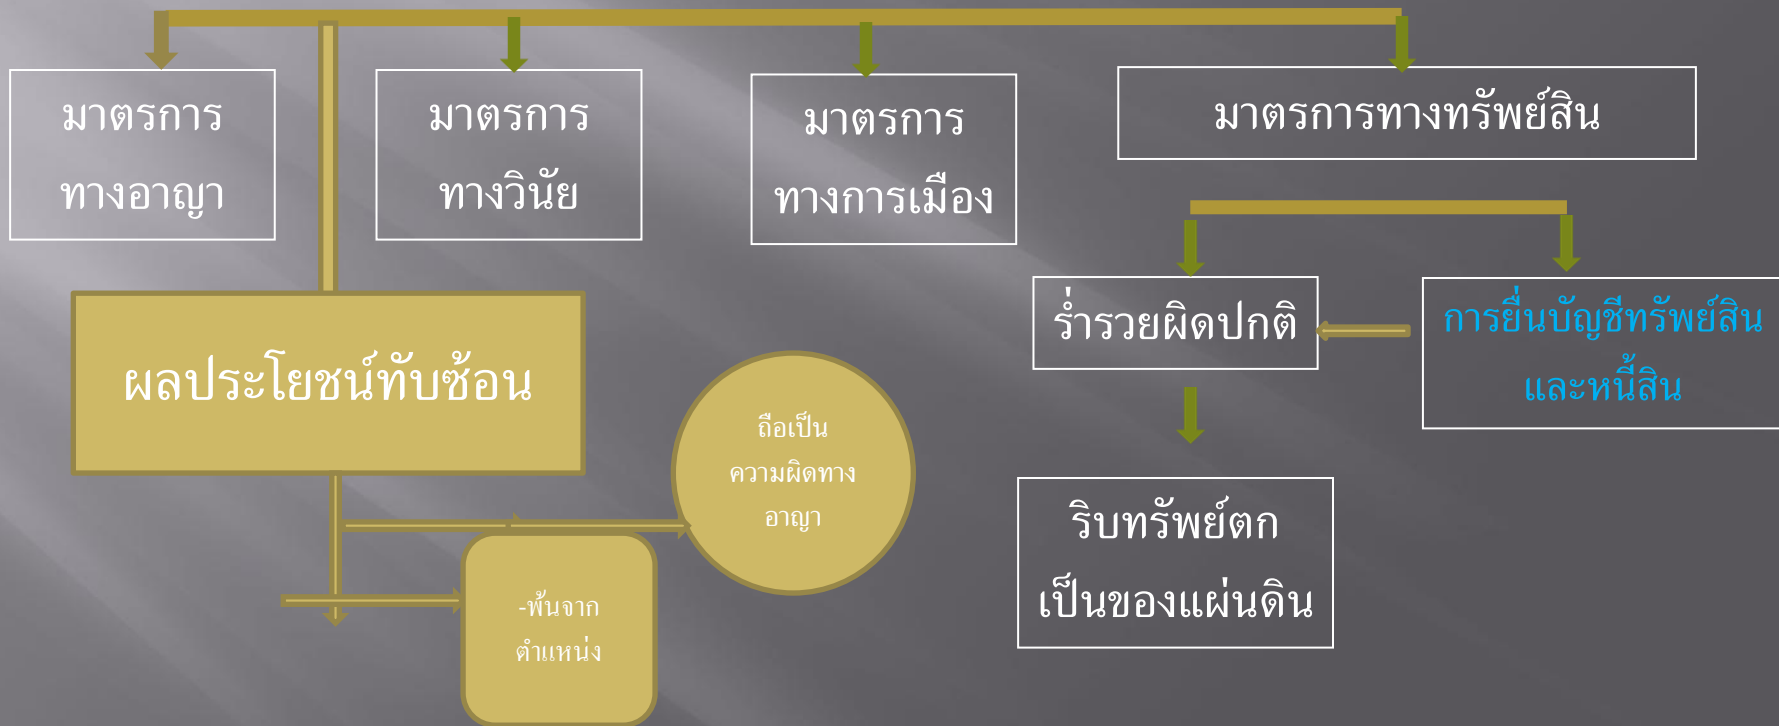 มาตรการ
ทางอาญา
มาตรการ
ทางวินัย
มาตรการ
ทางการเมือง
มาตรการทางทรัพย์สิน
ร่ำรวยผิดปกติ
การยื่นบัญชีทรัพย์สิน
และหนี้สิน
ผลประโยชน์ทับซ้อน
ถือเป็น
ความผิดทาง
อาญา
ริบทรัพย์ตก
เป็นของแผ่นดิน
-พ้นจาก
ตำแหน่ง